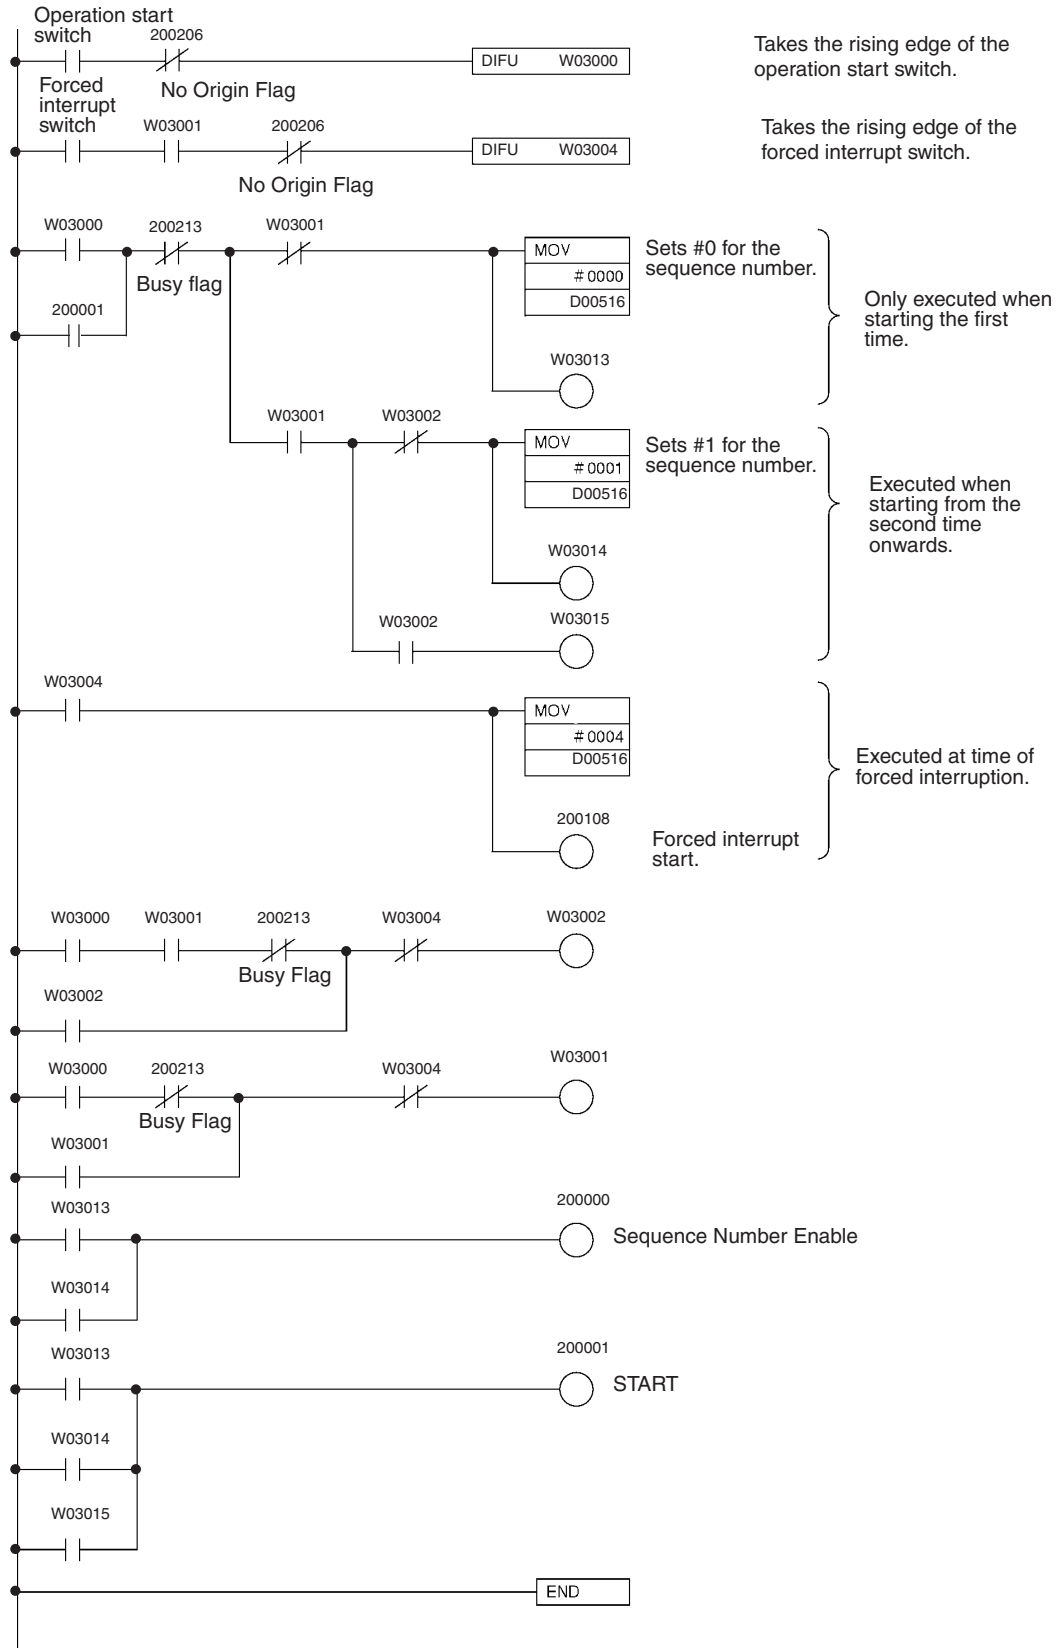 Operation start
switch
200206
DIFU W03000
Takes the rising edge of the
operation start switch.
No Origin Flag
Forced
interrupt
switch
W03001
200206
DIFU W03004
Takes the rising edge of the
forced interrupt switch.
No Origin Flag
W03000
200213
W03001
Busy flag
MOV
#0000
D00516
Sets #0 for the
sequence number.
Only executed when
starting the first
time.
200001
W03013
W03001
W03002
MOV
#0001
D00516
Sets #1 for the
sequence number.
Executed when
starting from the
second time
onwards.
W03014
W03002
W03015
W03004
MOV
#0004
D00516
Executed at time of
forced interruption.
200108
Forced interrupt
start.
W03000
W03001
200213
W03004
W03002
Busy Flag
W03002
W03000
200213
W03004
W03001
Busy Flag
W03001
W03013
200000
Sequence Number Enable
W03014
W03013
200001
START
W03014
W03015
END